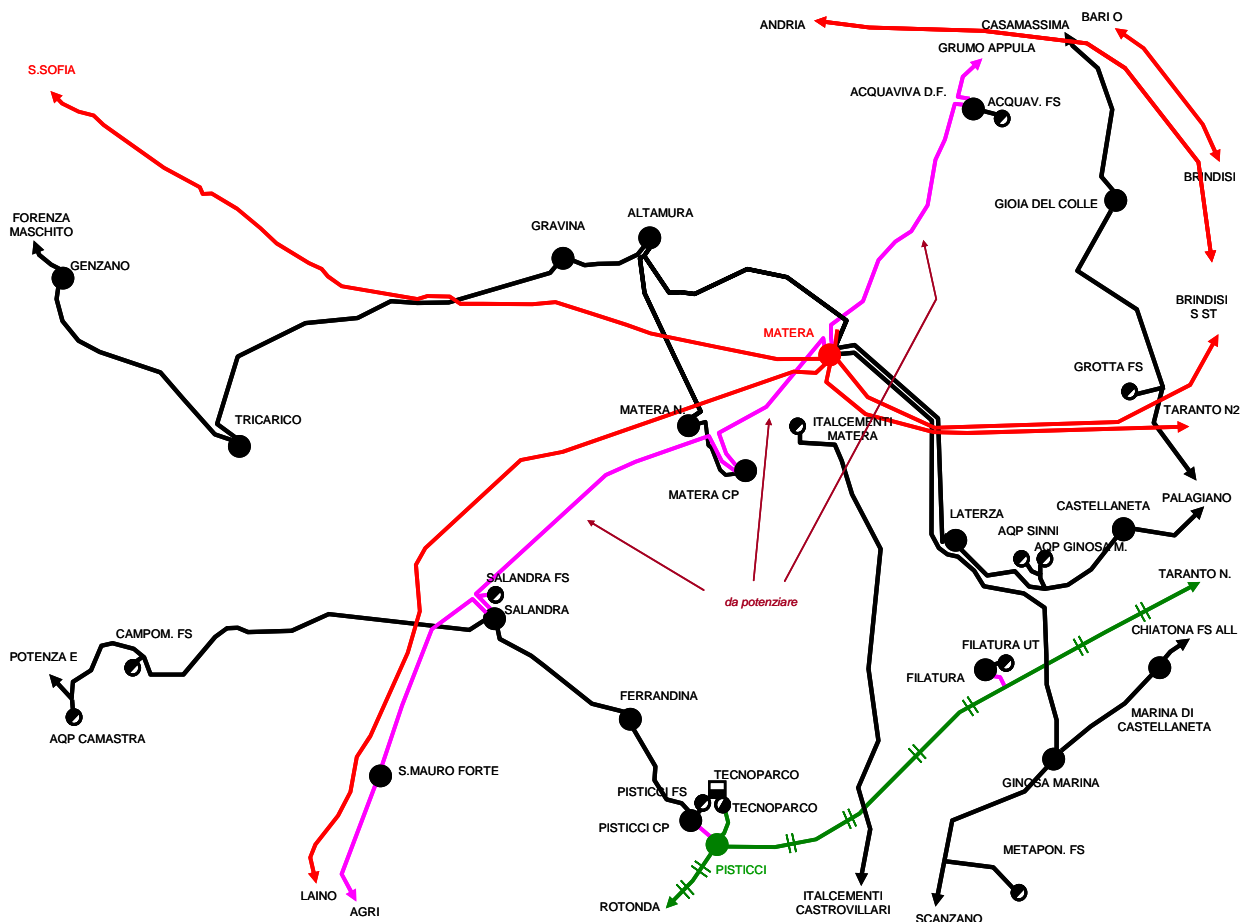 BARI O
ANDRIA
CASAMASSIMA
GRUMO APPULA
S.SOFIA
ACQUAVIVA D.F.
ACQUAV. FS
BRINDISI
GIOIA DEL COLLE
FORENZA
MASCHITO
ALTAMURA
GRAVINA
GENZANO
BRINDISI
S ST
MATERA
GROTTA FS
TRICARICO
MATERA N.
ITALCEMENTI
MATERA
TARANTO N2
MATERA CP
PALAGIANO
CASTELLANETA
LATERZA
AQP SINNI
AQP GINOSA M.
TARANTO N.
SALANDRA FS
da potenziare
SALANDRA
CHIATONA FS ALL
CAMPOM. FS
FILATURA UT
POTENZA E
FILATURA
FERRANDINA
MARINA DI
CASTELLANETA
AQP CAMASTRA
S.MAURO FORTE
TECNOPARCO
GINOSA MARINA
PISTICCI FS
TECNOPARCO
PISTICCI CP
METAPON. FS
PISTICCI
LAINO
ITALCEMENTI
CASTROVILLARI
ROTONDA
AGRI
SCANZANO